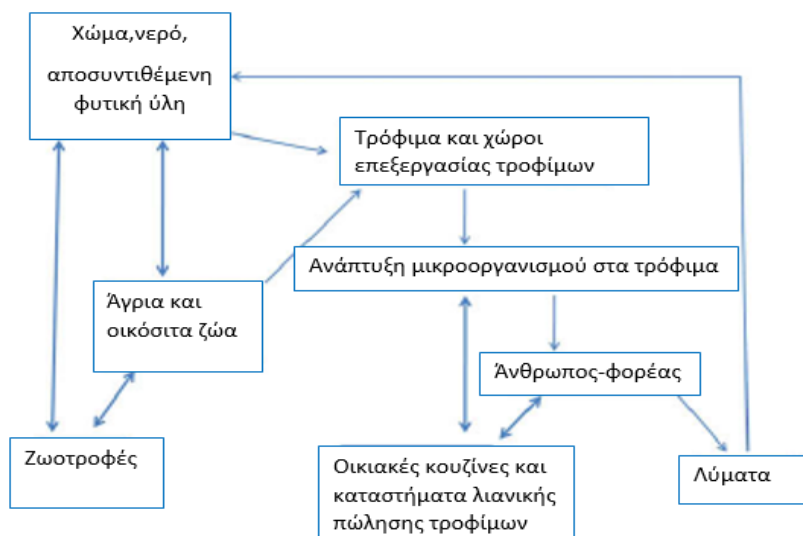 Χώμα,νερό,
αποσυντιθέμενη
φυτική ύλη
Τρόφιμα και χώροι
επεξεργασίας τροφίμων
Ανάπτυξη μικροοργανισμού στα τρόφιμα
Άγρια και
οικόσιτα ζώα
Άνθρωπος-φορέας
Ζωοτροφές
Οικιακές κουζίνες και
καταστήματα λιανικής
πώλησης τροφίμων
Λύματα